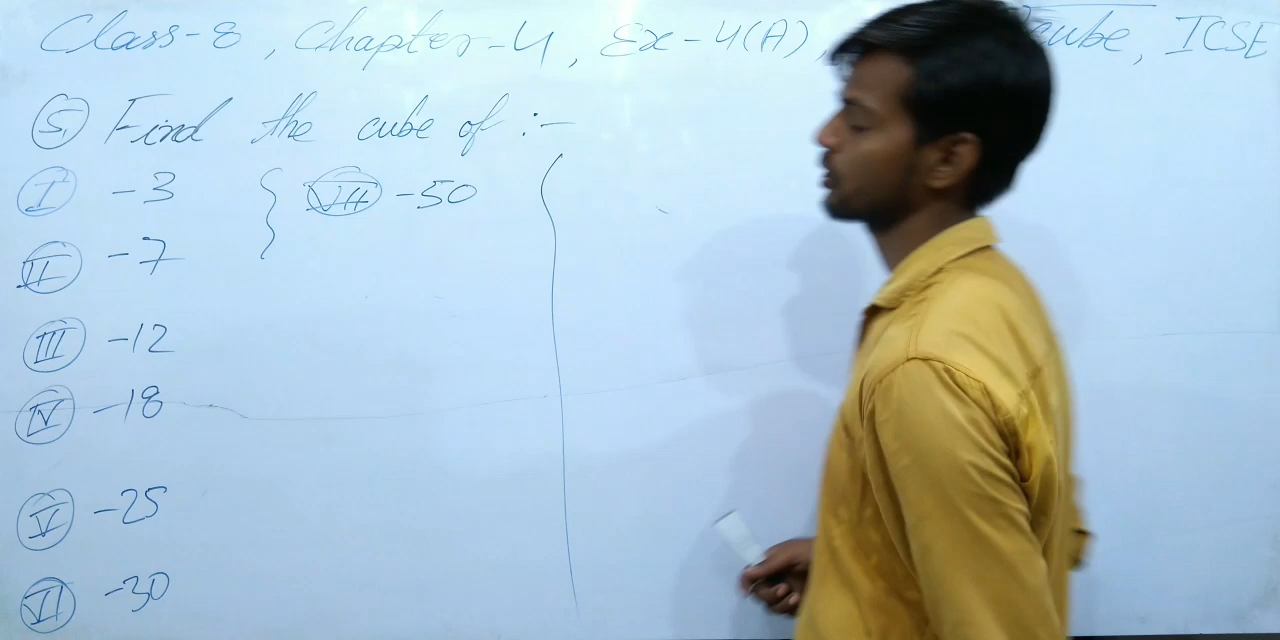 Class-8, Chapter-4, Ex-4(A), cube, ICSE
5. Find the cube of :-
I -3
II -7
III -12
IV -18
V -25
VI -30
VII -50